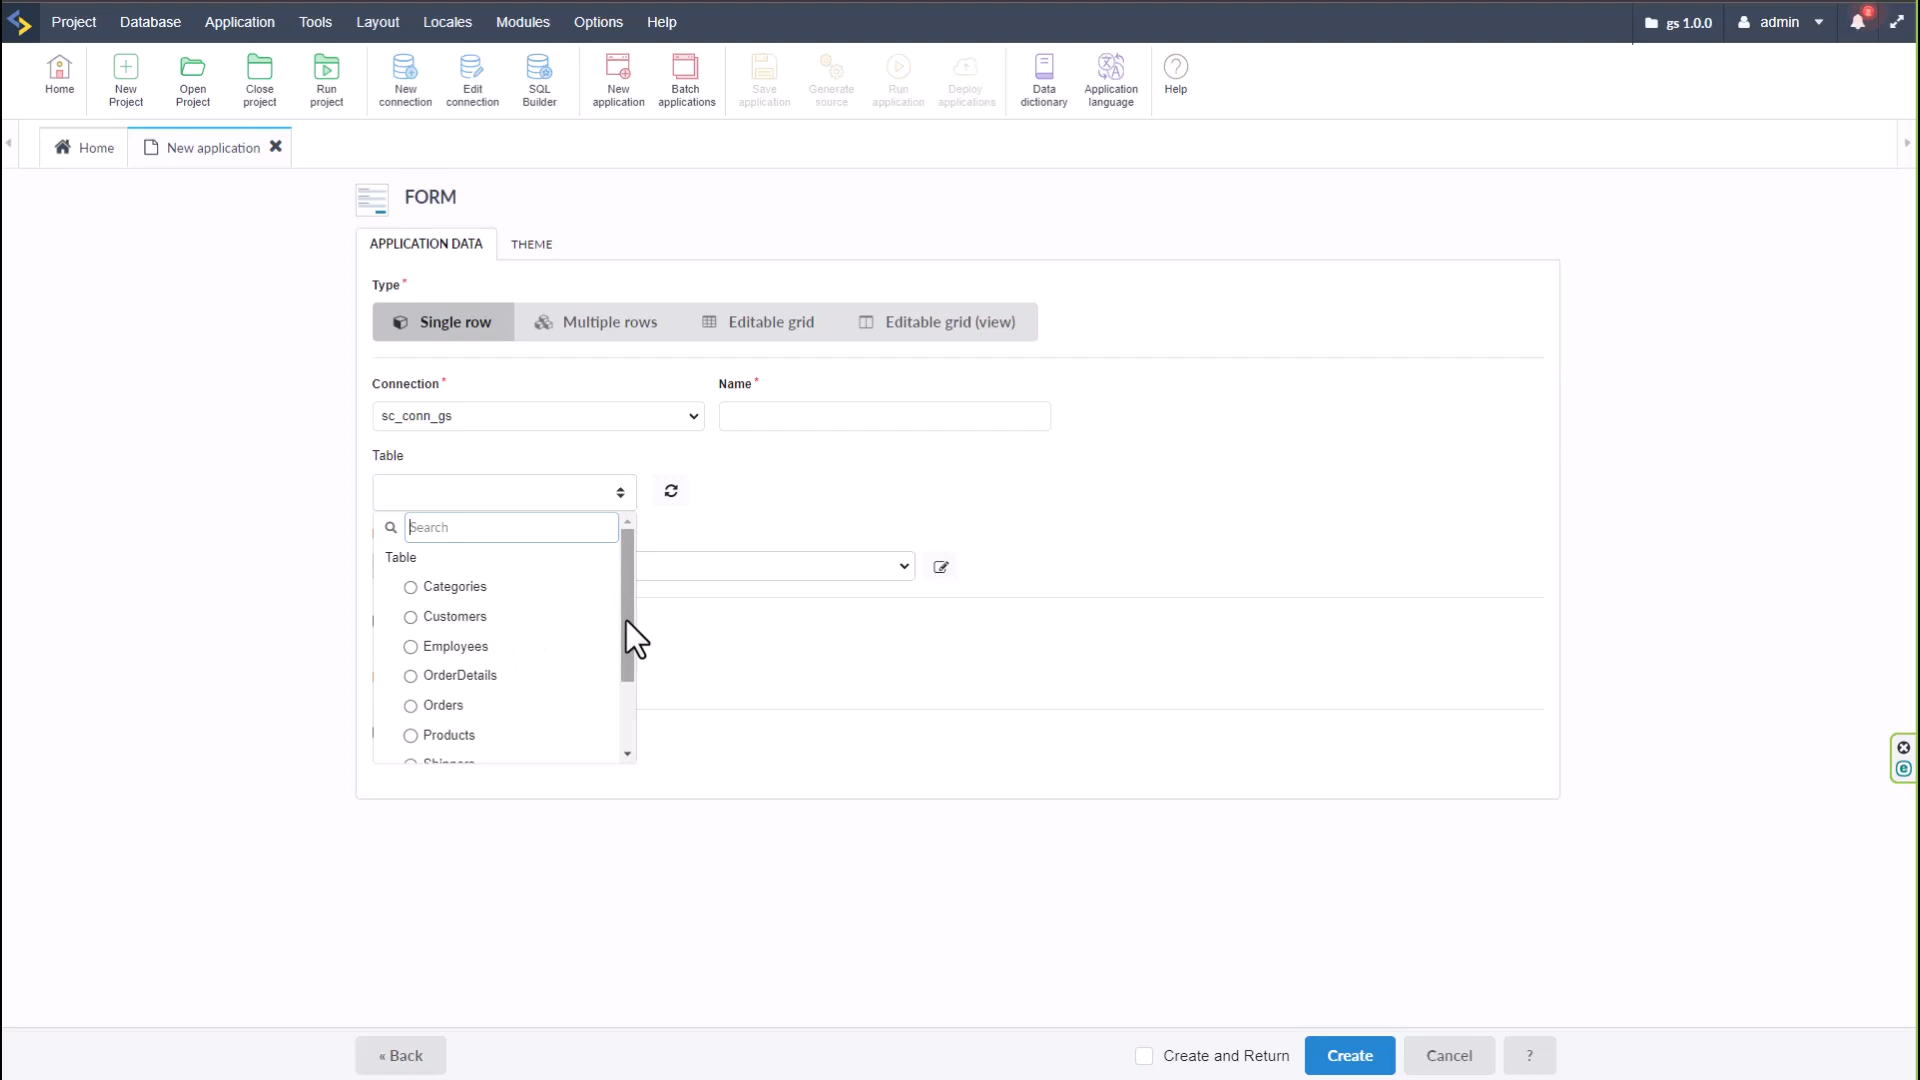 Project Database Application Tools Layout Locales Modules Options Help gs 1.0.0 admin
Home New Project Open Project Close project Run project New connection Edit connection SQL Builder New application Batch applications Save application Generate source Run application Deploy applications Data dictionary Application language Help
Home New application
FORM
APPLICATION DATA THEME
Type *
Single row Multiple rows Editable grid Editable grid (view)
Connection * Name *
sc_conn_gs
Table
Search
Table
Categories
Customers
Employees
OrderDetails
Orders
Products
Shippers
« Back Create and Return Create Cancel ?